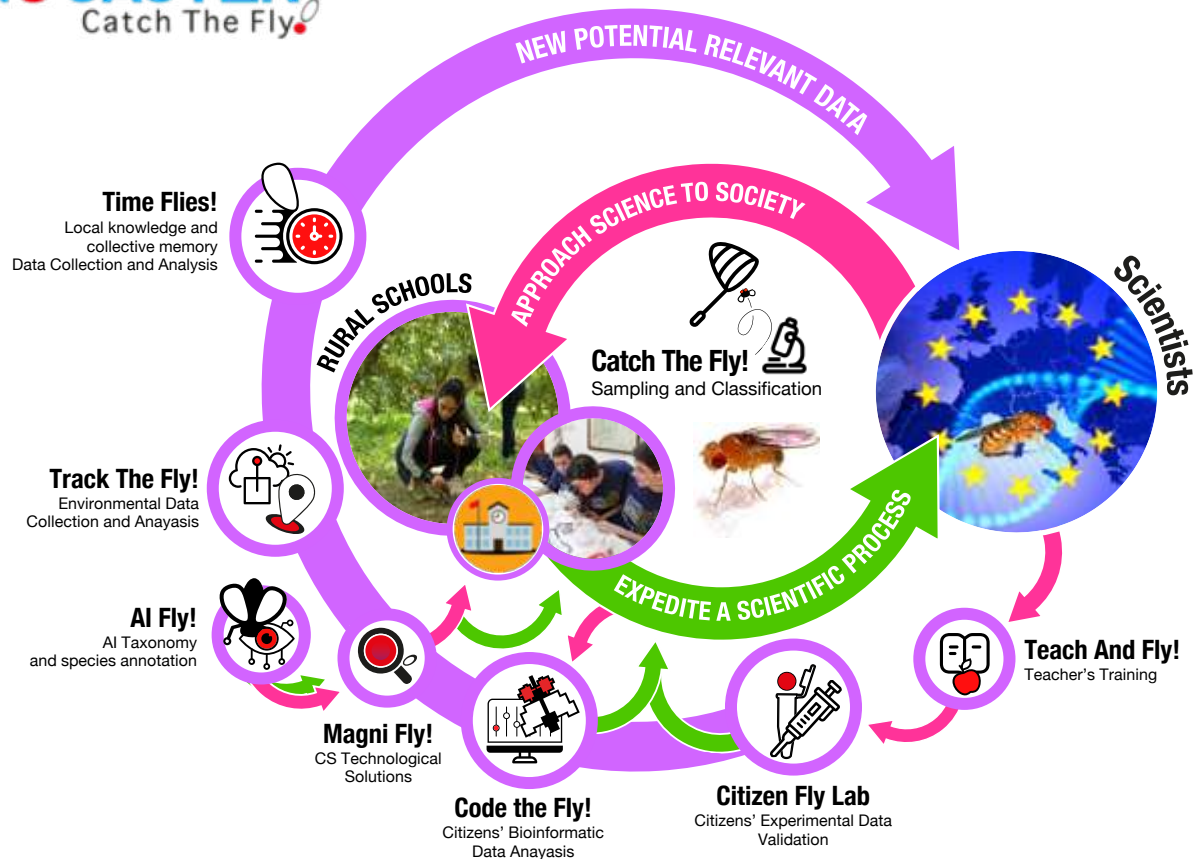 Catch The Fly
NEW POTENTIAL RELEVANT DATA
APPROACH SCIENCE TO SOCIETY
Time Flies!
Local knowledge and
collective memory
Data Collection and Analysis
RURAL SCHOOLS
Scientists
Catch The Fly!
Sampling and Classification
Track The Fly!
Environmental Data
Collection and Anayasis
EXPEDITE A SCIENTIFIC PROCESS
AI Fly!
AI Taxonomy
and species annotation
Teach And Fly!
Teacher's Training
Magni Fly!
CS Technological
Solutions
Code the Fly!
Citizens' Bioinformatic
Data Anayasis
Citizen Fly Lab
Citizens' Experimental Data
Validation